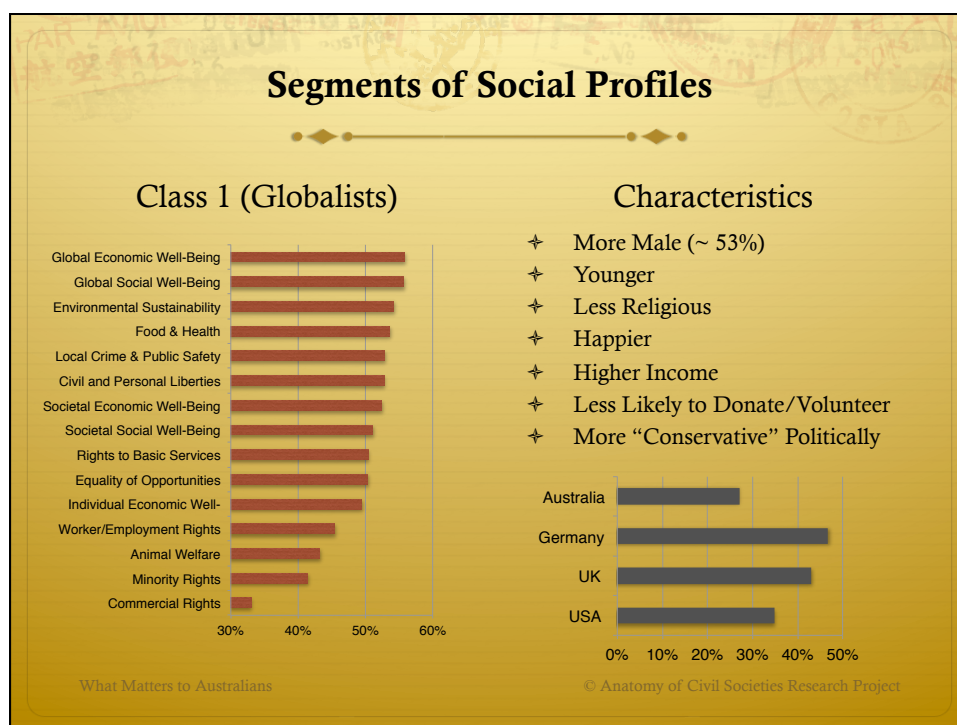 Segments of Social Profiles
Class 1 (Globalists)
Global Economic Well-Being
Global Social Well-Being
Environmental Sustainability
Food & Health
Local Crime & Public Safety
Civil and Personal Liberties
Societal Economic Well-Being
Societal Social Well-Being
Rights to Basic Services
Equality of Opportunities
Individual Economic Well-
Worker/Employment Rights
Animal Welfare
Minority Rights
Commercial Rights
30% 40% 50% 60%
Characteristics
More Male (~ 53%)
Younger
Less Religious
Happier
Higher Income
Less Likely to Donate/Volunteer
More “Conservative” Politically
Australia
Germany
UK
USA
0% 10% 20% 30% 40% 50%
What Matters to Australians
© Anatomy of Civil Societies Research Project